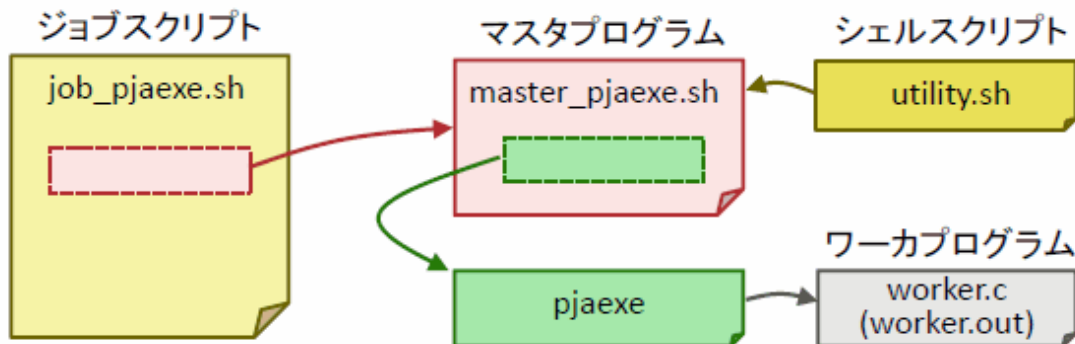 ジョブスクリプト
job_pjaexe.sh
マスタプログラム
master_pjaexe.sh
シェルスクリプト
utility.sh
pjaexe
ワーカプログラム
worker.c
(worker.out)